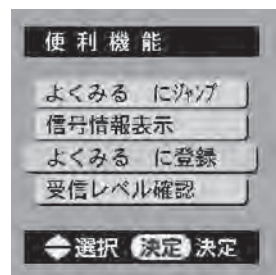 便利機能
よくみる にジャンプ
信号情報表示
よくみる に登録
受信レベル確認
選択 決定 決定